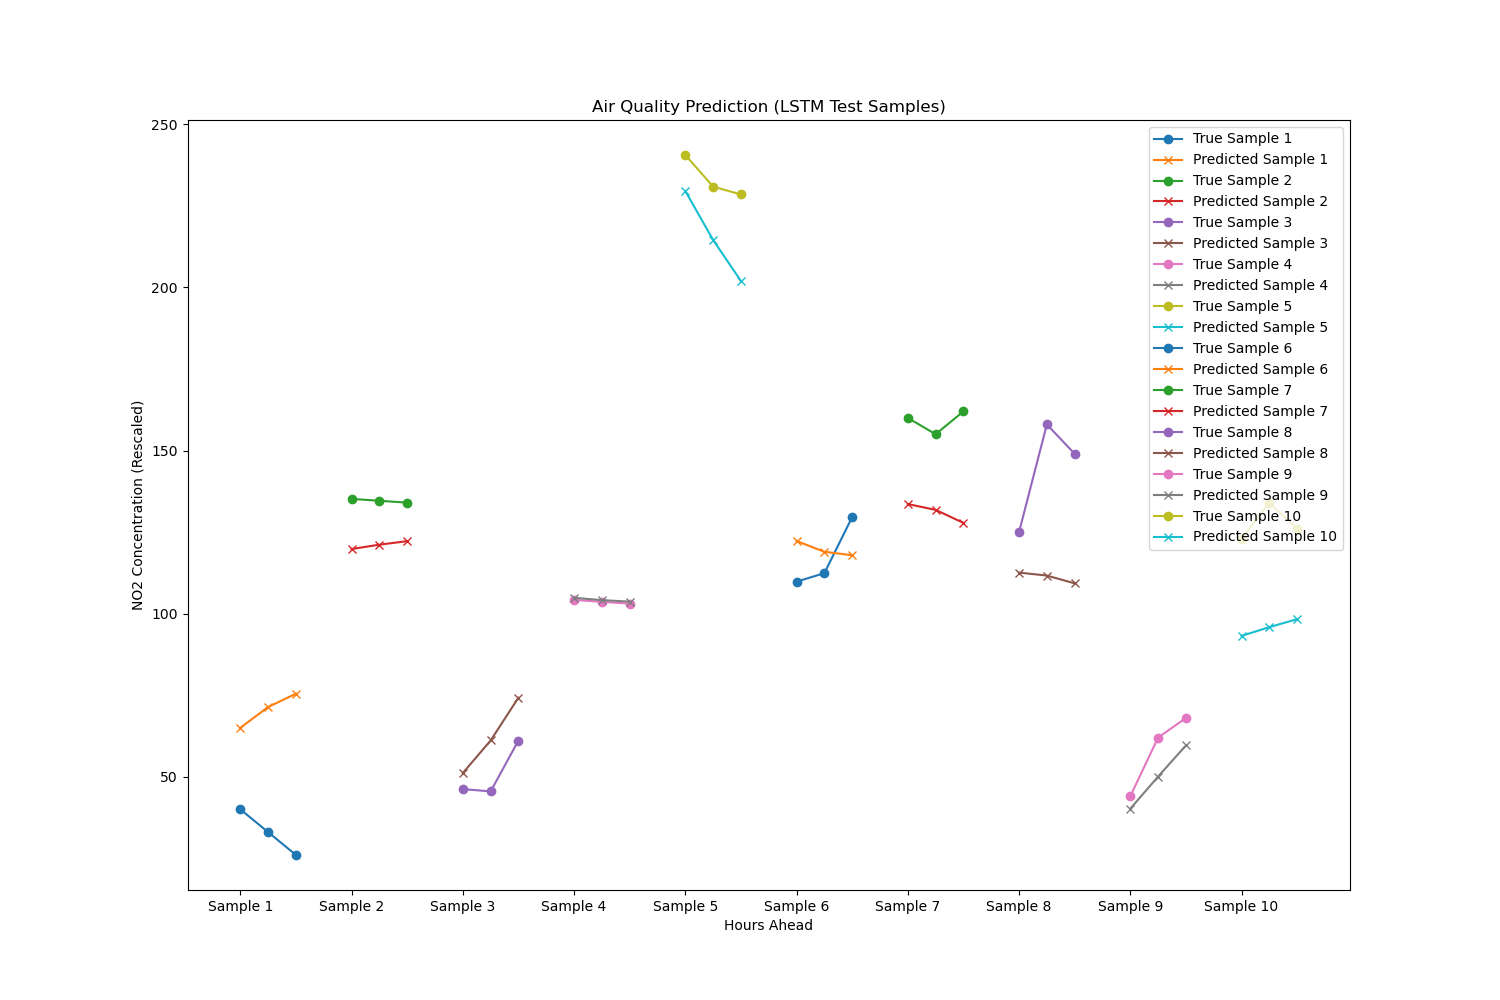 Air Quality Prediction (LSTM Test Samples)
250
200
150
100
50
NO2 Concentration (Rescaled)
True Sample 1
Predicted Sample 1
True Sample 2
Predicted Sample 2
True Sample 3
Predicted Sample 3
True Sample 4
Predicted Sample 4
True Sample 5
Predicted Sample 5
True Sample 6
Predicted Sample 6
True Sample 7
Predicted Sample 7
True Sample 8
Predicted Sample 8
True Sample 9
Predicted Sample 9
True Sample 10
Predicted Sample 10
Sample 1 Sample 2 Sample 3 Sample 4 Sample 5 Sample 6 Sample 7 Sample 8 Sample 9 Sample 10
Hours Ahead